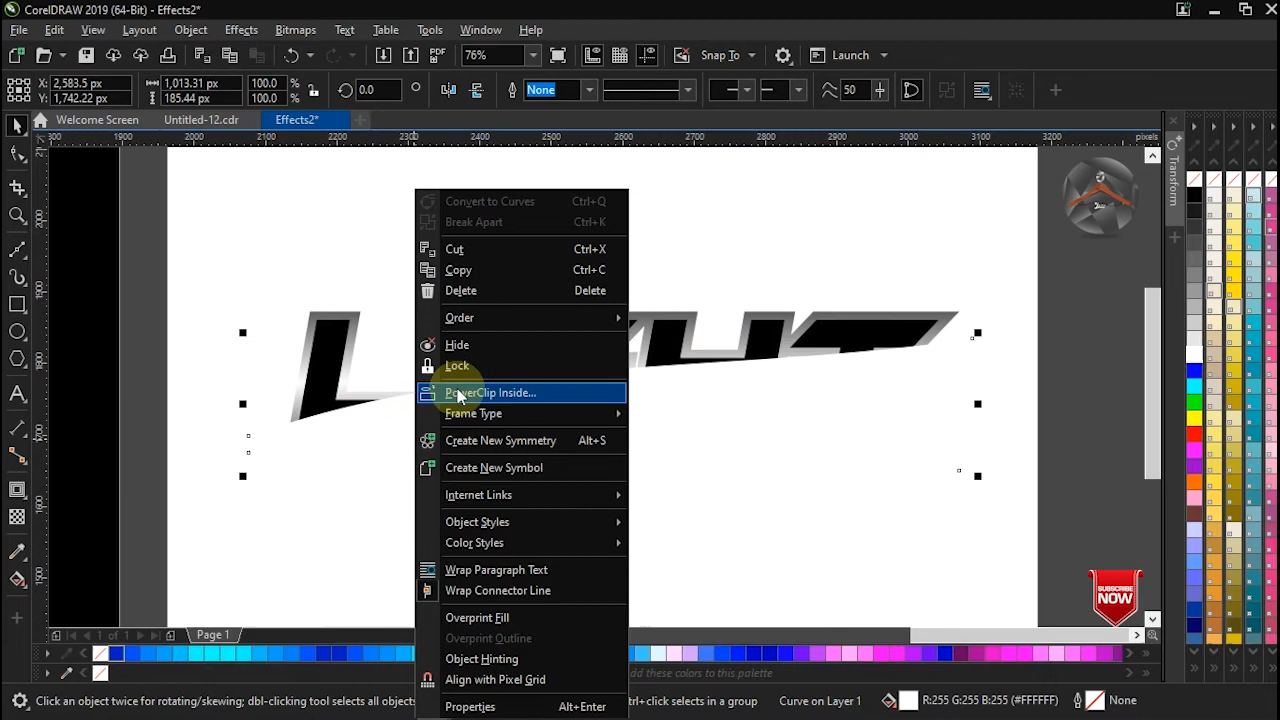 CorelDRAW 2019 (64-Bit) - Effects2*
File Edit View Layout Object Effects Bitmaps Text Table Tools Window Help
PDF 76% Snap To Launch
X: 2,583.5 px 1,013.31 px 100.0 % 0.0 None 50
Y: 1,742.22 px 185.44 px 100.0 %
Welcome Screen Untitled-12.cdr Effects2*
1900 2000 2100 2200 2300 2400 2500 2600 2700 2800 2900 3000 3100 3200 pixels
Transform
Convert to Curves Ctrl+Q
Break Apart Ctrl+K
Cut Ctrl+X
Copy Ctrl+C
Delete Delete
Order
Hide
Lock
PowerClip Inside...
Frame Type
Create New Symmetry Alt+S
Create New Symbol
Internet Links
Object Styles
Color Styles
Wrap Paragraph Text
Wrap Connector Line
Overprint Fill
Overprint Outline
Object Hinting
Align with Pixel Grid
Properties Alt+Enter
SUBSCRIBE
NOW
1 of 1 Page 1
add these colors to this palette
Click an object twice for rotating/skewing; dbl-clicking tool selects all objects
ctrl+click selects in a group Curve on Layer 1 R:255 G:255 B:255 (#FFFFFF) None